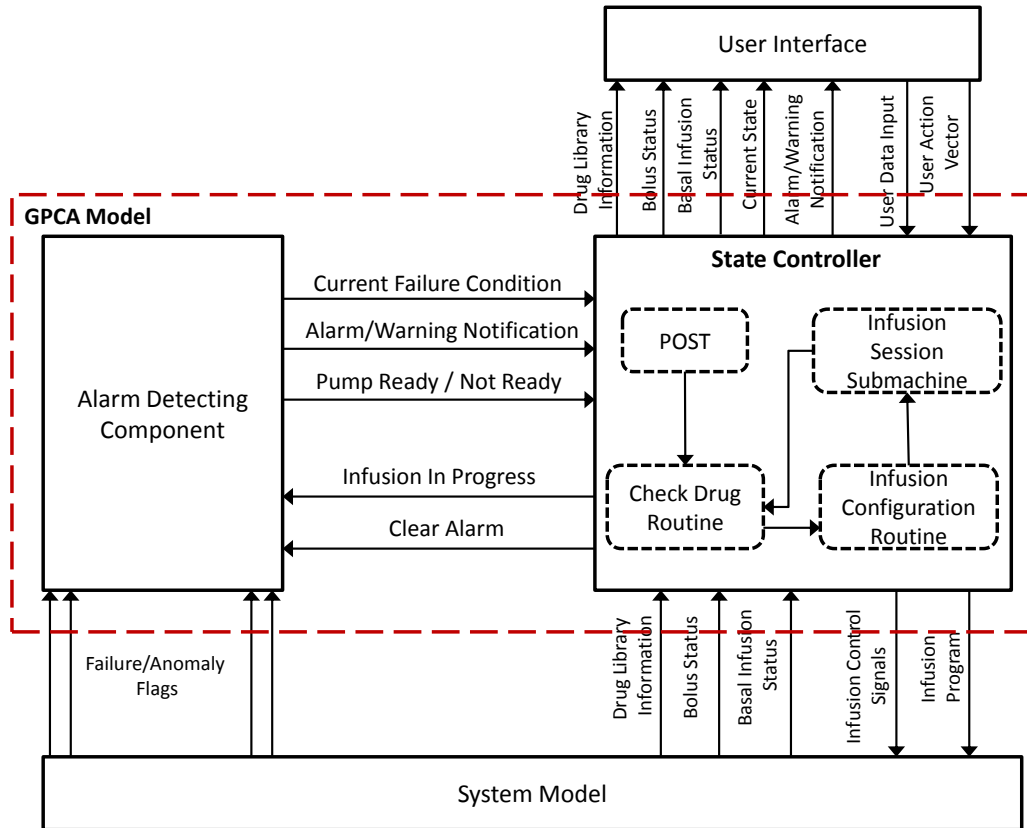 User Interface
Drug Library
Information
Bolus Status
Basal Infusion
Status
Current State
Alarm/Warning
Notification
User Data Input
User Action
Vector
GPCA Model
State Controller
Current Failure Condition
Alarm/Warning Notification
Pump Ready / Not Ready
Infusion In Progress
Clear Alarm
Alarm Detecting
Component
POST
Infusion
Session
Submachine
Check Drug
Routine
Infusion
Configuration
Routine
Failure/Anomaly
Flags
Drug Library
Information
Bolus Status
Basal Infusion
Status
Infusion Control
Signals
Infusion
Program
System Model